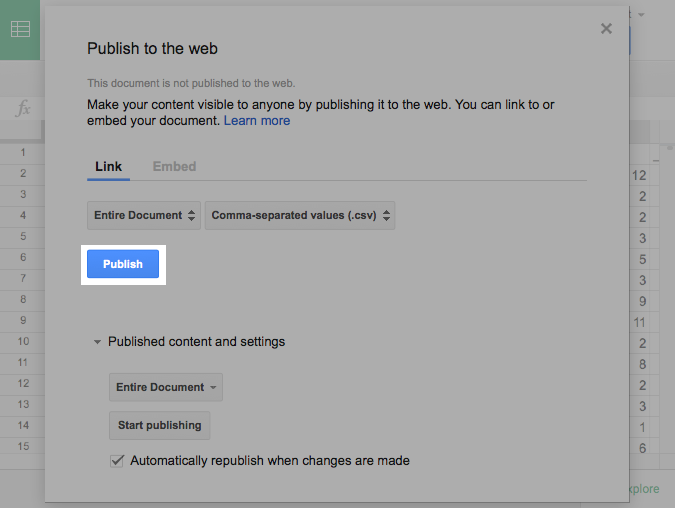 Publish to the web
This document is not published to the web.
Make your content visible to anyone by publishing it to the web. You can link to or
embed your document. Learn more
Link Embed
Entire Document Comma-separated values (.csv)
Publish
Published content and settings
Entire Document
Start publishing
Automatically republish when changes are made
fx
1
2 12
3 2
4 2
5 3
6 5
7 3
8 9
9 11
10 2
11 8
12 2
13 3
14 1
15 6
xplore